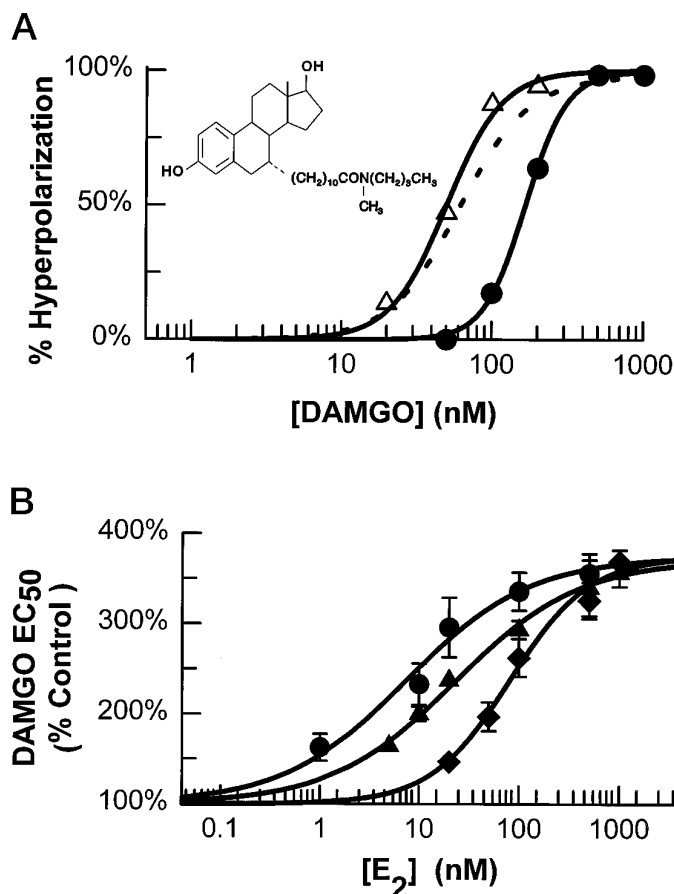 A
100%
50%
0%
% Hyperpolarization
OH
HO
(CH₂)₁₀CON(CH₂)₃CH₃
CH₃
1 10 100 1000
[DAMGO] (nM)
B
400%
300%
200%
100%
DAMGO EC50
(% Control )
0.1 1 10 100 1000
[E₂] (nM)